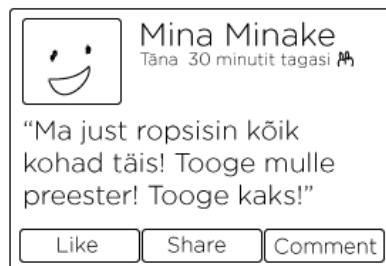 Mina Minake
Täna 30 minutit tagasi
“Ma just ropsisin kõik
kohad täis! Tooge mulle
preester! Tooge kaks!”
Like Share Comment